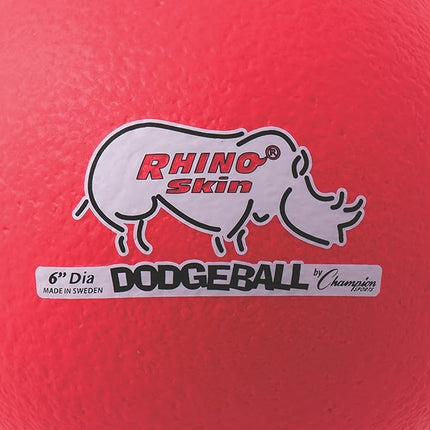 RHINO®
Skin
6" Dia
MADE IN SWEDEN
DODGEBALL
by Champion
SPORTS